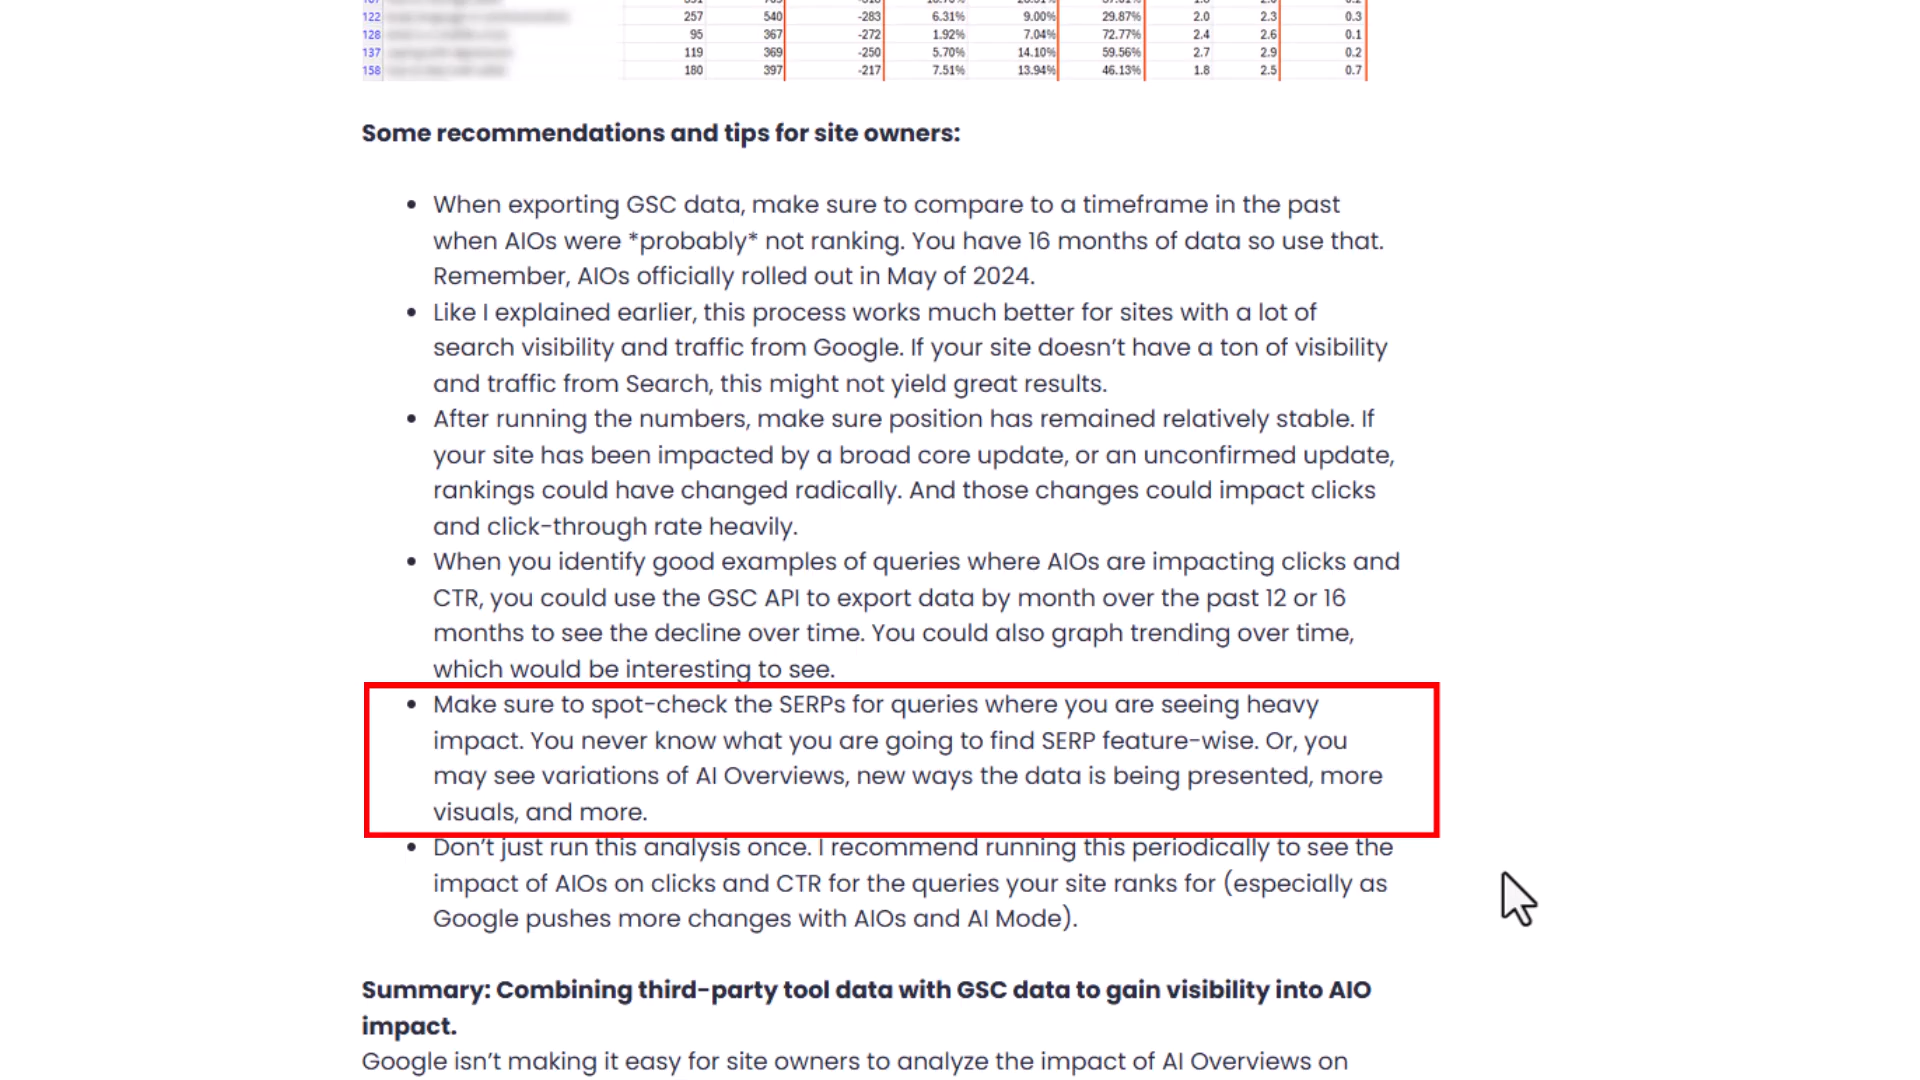 122 257 540 -283 6.31% 9.00% 29.87% 2.0 2.3 0.3
128 95 367 -272 1.92% 7.04% 72.77% 2.4 2.6 0.1
137 119 369 -250 5.70% 14.10% 59.56% 2.7 2.9 0.2
158 180 397 -217 7.51% 13.94% 46.13% 1.8 2.5 0.7
Some recommendations and tips for site owners:
• When exporting GSC data, make sure to compare to a timeframe in the past
when AIOs were *probably* not ranking. You have 16 months of data so use that.
Remember, AIOs officially rolled out in May of 2024.
• Like I explained earlier, this process works much better for sites with a lot of
search visibility and traffic from Google. If your site doesn’t have a ton of visibility
and traffic from Search, this might not yield great results.
• After running the numbers, make sure position has remained relatively stable. If
your site has been impacted by a broad core update, or an unconfirmed update,
rankings could have changed radically. And those changes could impact clicks
and click-through rate heavily.
• When you identify good examples of queries where AIOs are impacting clicks and
CTR, you could use the GSC API to export data by month over the past 12 or 16
months to see the decline over time. You could also graph trending over time,
which would be interesting to see.
• Make sure to spot-check the SERPs for queries where you are seeing heavy
impact. You never know what you are going to find SERP feature-wise. Or, you
may see variations of AI Overviews, new ways the data is being presented, more
visuals, and more.
• Don’t just run this analysis once. I recommend running this periodically to see the
impact of AIOs on clicks and CTR for the queries your site ranks for (especially as
Google pushes more changes with AIOs and AI Mode).
Summary: Combining third-party tool data with GSC data to gain visibility into AIO
impact.
Google isn’t making it easy for site owners to analyze the impact of AI Overviews on